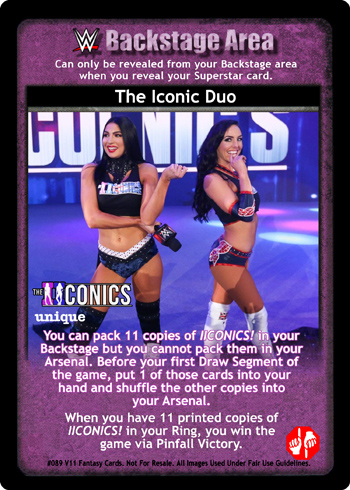 W Backstage Area
Can only be revealed from your Backstage area
when you reveal your Superstar card.
The Iconic Duo
IICONICS
THE IICONICS
unique
You can pack 11 copies of IICONICS! in your
Backstage but you cannot pack them in your
Arsenal. Before your first Draw Segment of
the game, put 1 of those cards into your
hand and shuffle the other copies into
your Arsenal.
When you have 11 printed copies of
IICONICS! in your Ring, you win the
game via Pinfall Victory.
#089 V11 Fantasy Cards. Not For Resale. All Images Used Under Fair Use Guidelines.